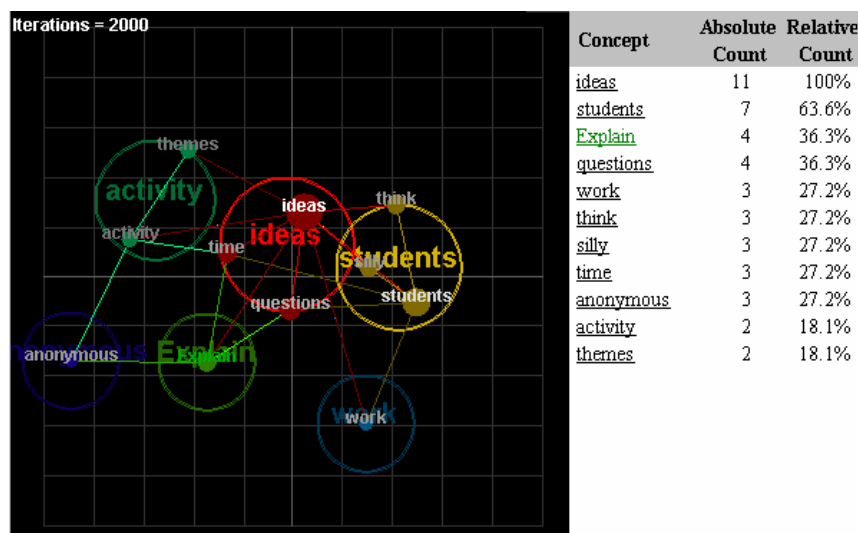 Iterations = 2000
themes
activity
think
ideas
activity
time
ideas
students
silly
students
questions
anonymous
anonymous
Explain
Explain
work
work
Concept Absolute Count Relative Count
ideas 11 100%
students 7 63.6%
Explain 4 36.3%
questions 4 36.3%
work 3 27.2%
think 3 27.2%
silly 3 27.2%
time 3 27.2%
anonymous 3 27.2%
activity 2 18.1%
themes 2 18.1%